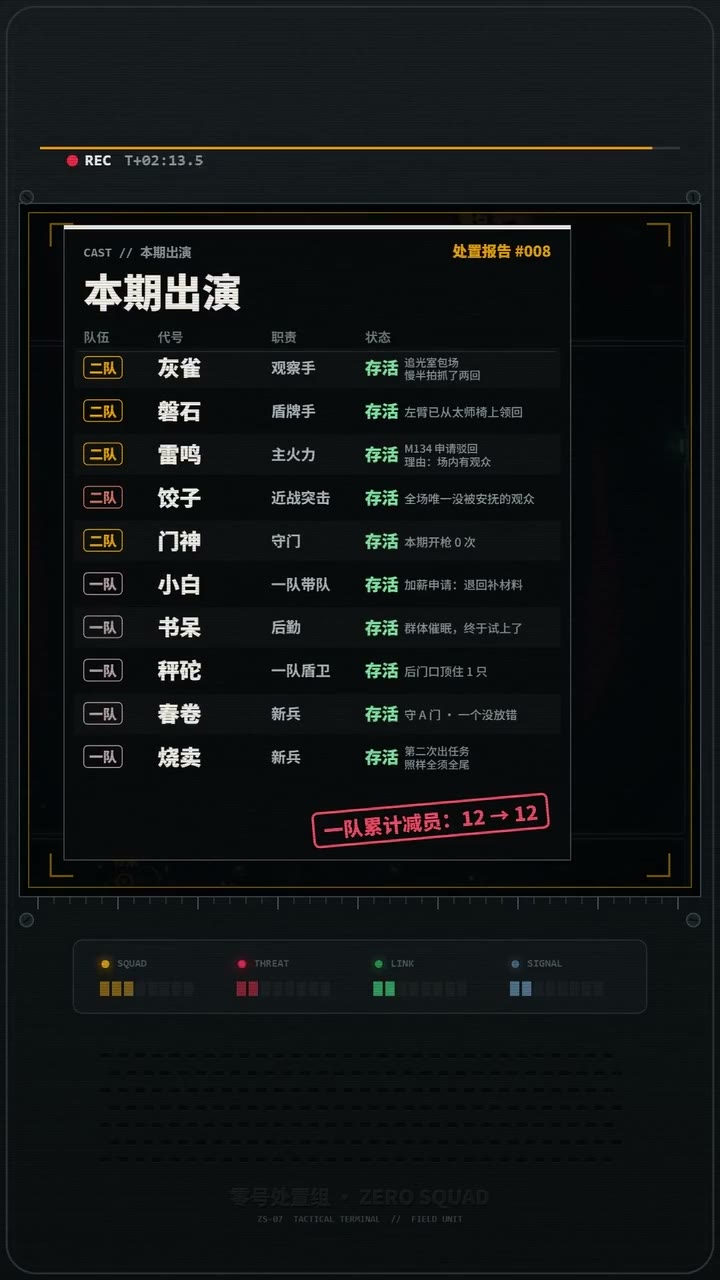 REC T+02:13.5
CAST // 本期出演
处置报告 #008
本期出演
队伍 代号 职责 状态
二队 灰雀 观察手 存活 追光室包场
慢半拍抓了两回
二队 磐石 盾牌手 存活 左臂已从太师椅上领回
二队 雷鸣 主火力 存活 M134 申请驳回
理由：场内有观众
二队 饺子 近战突击 存活 全场唯一没被安抚的观众
二队 门神 守门 存活 本期开枪 0 次
一队 小白 一队带队 存活 加薪申请：退回补材料
一队 书呆 后勤 存活 群体催眠，终于试上了
一队 秤砣 一队盾卫 存活 后门口顶住 1 只
一队 春卷 新兵 存活 守 A 门 · 一个没放错
一队 烧卖 新兵 存活 第二次出任务
照样全须全尾
一队累计减员：12 → 12
SQUAD THREAT LINK SIGNAL
零号处置组 · ZERO SQUAD
ZS-07 TACTICAL TERMINAL // FIELD UNIT